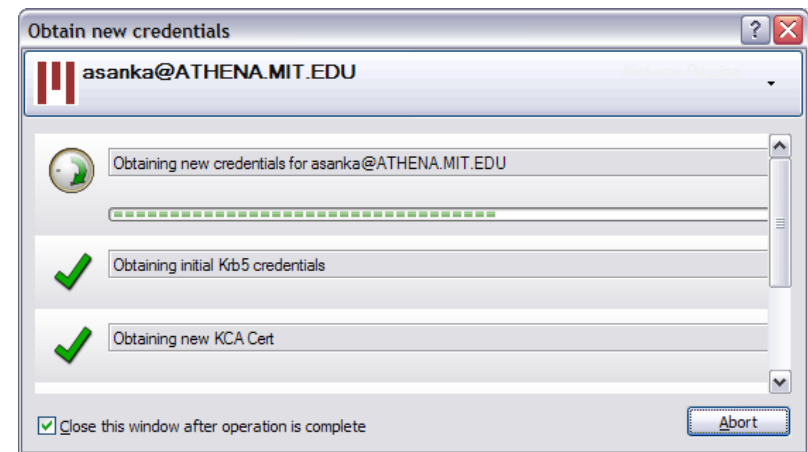 Obtain new credentials
?
asanka@ATHENA.MIT.EDU
Obtaining new credentials for asanka@ATHENA.MIT.EDU
Obtaining initial Krb5 credentials
Obtaining new KCA Cert
Close this window after operation is complete
Abort